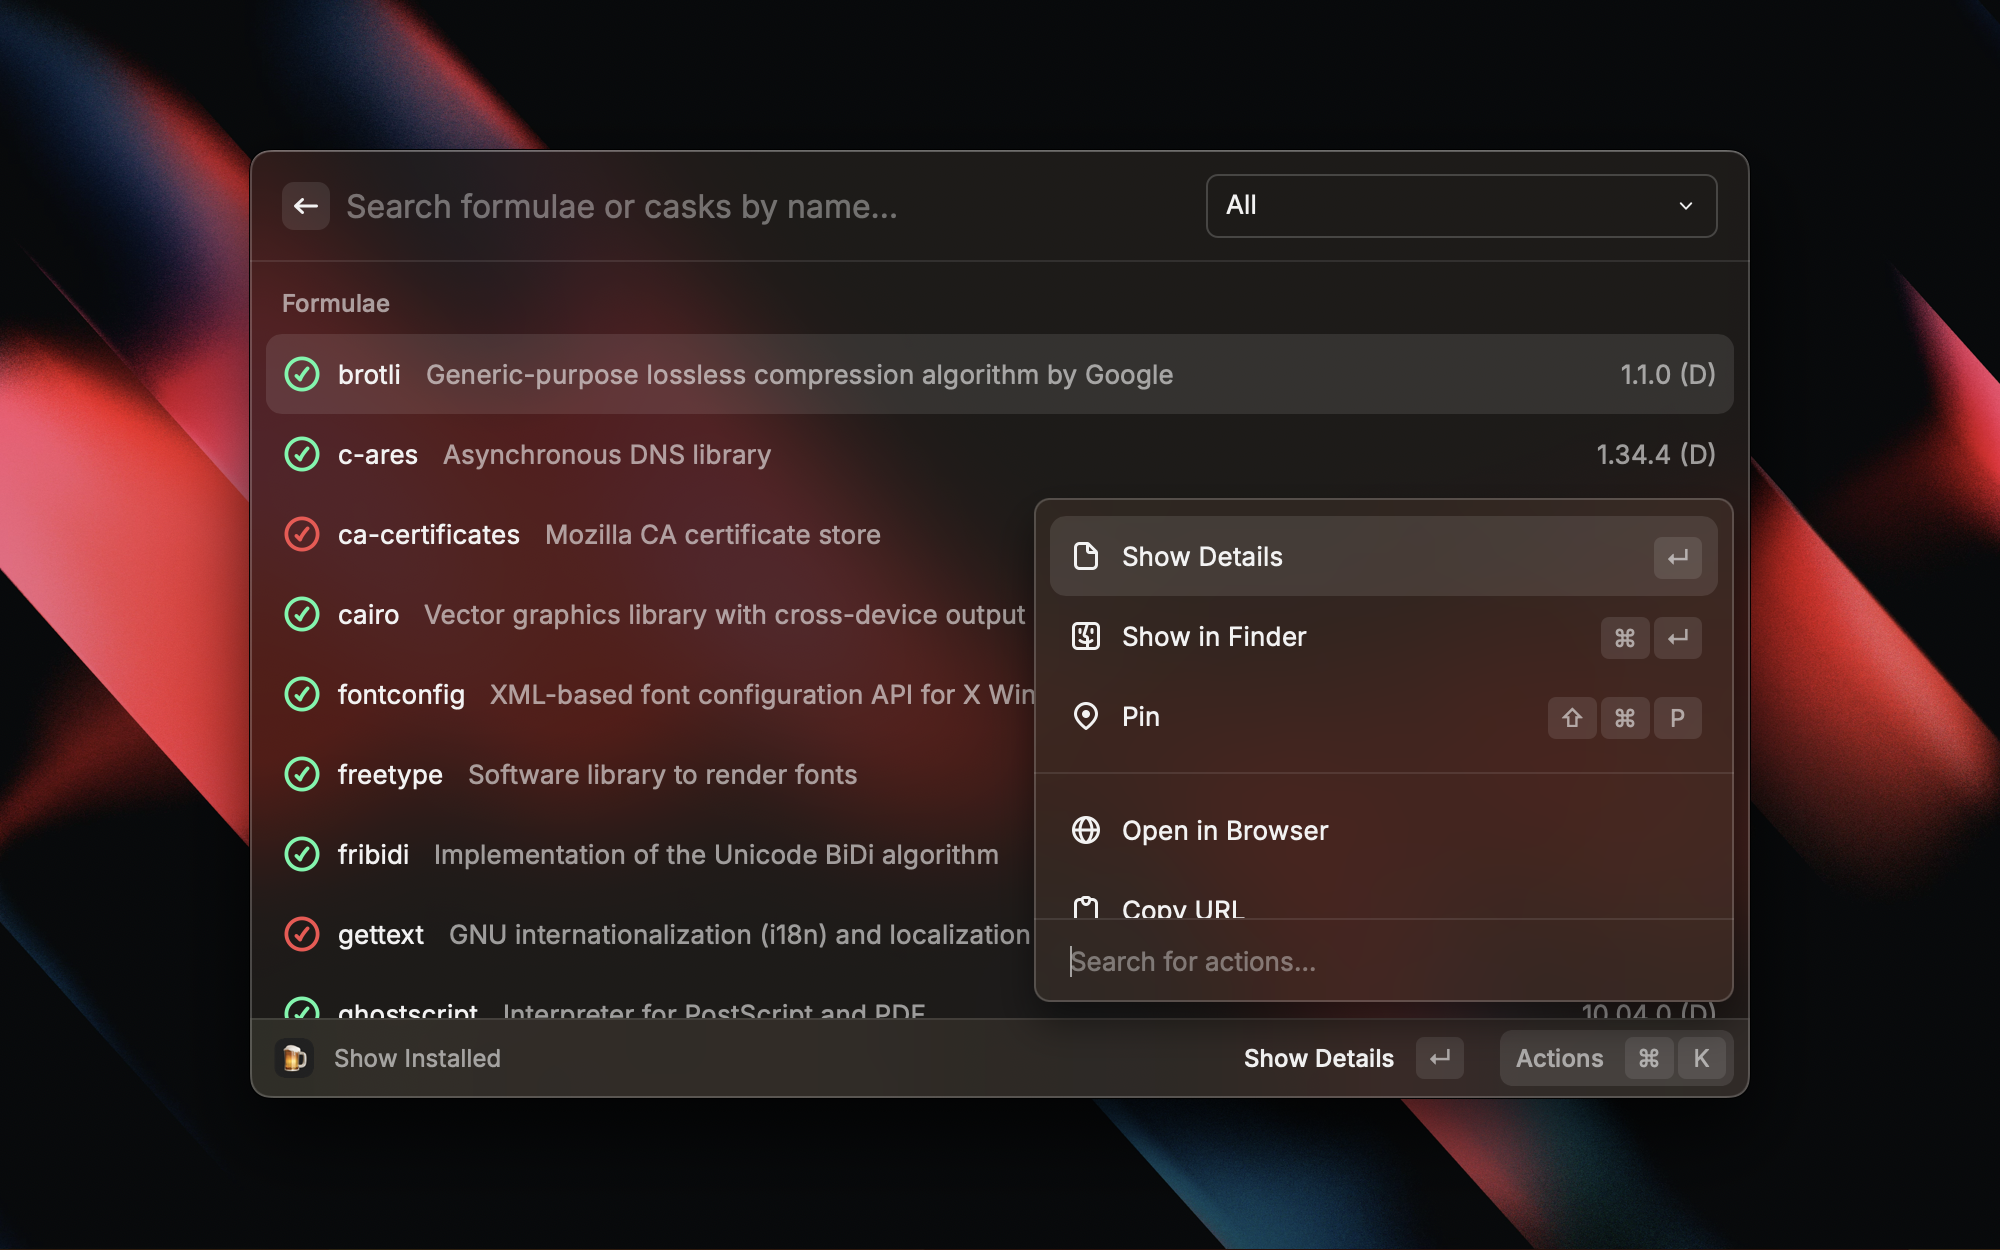 Search formulae or casks by name...
All
Formulae
brotli Generic-purpose lossless compression algorithm by Google 1.1.0 (D)
c-ares Asynchronous DNS library 1.34.4 (D)
ca-certificates Mozilla CA certificate store
cairo Vector graphics library with cross-device output
fontconfig XML-based font configuration API for X Win
freetype Software library to render fonts
fribidi Implementation of the Unicode BiDi algorithm
gettext GNU internationalization (i18n) and localization
ghostscript Interpreter for PostScript and PDF 10.04.0 (D)
Show Details ↵
Show in Finder ⌘ ↵
Pin ⇧ ⌘ P
Open in Browser
Copy URL
Search for actions...
Show Installed
Show Details ↵
Actions ⌘ K